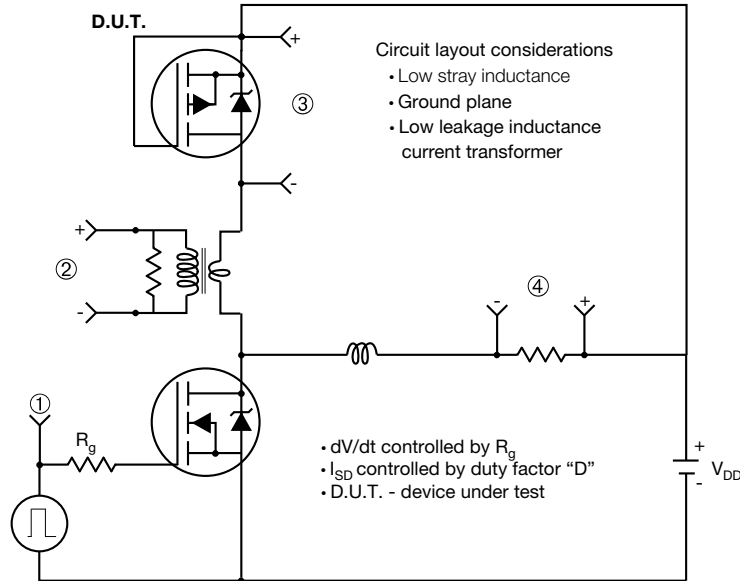 D.U.T.
+
③
-
Circuit layout considerations
• Low stray inductance
• Ground plane
• Low leakage inductance
current transformer
+
②
-
④
- +
①
Rg
• dV/dt controlled by Rg
• ISD controlled by duty factor “D”
• D.U.T. - device under test
+
VDD
-